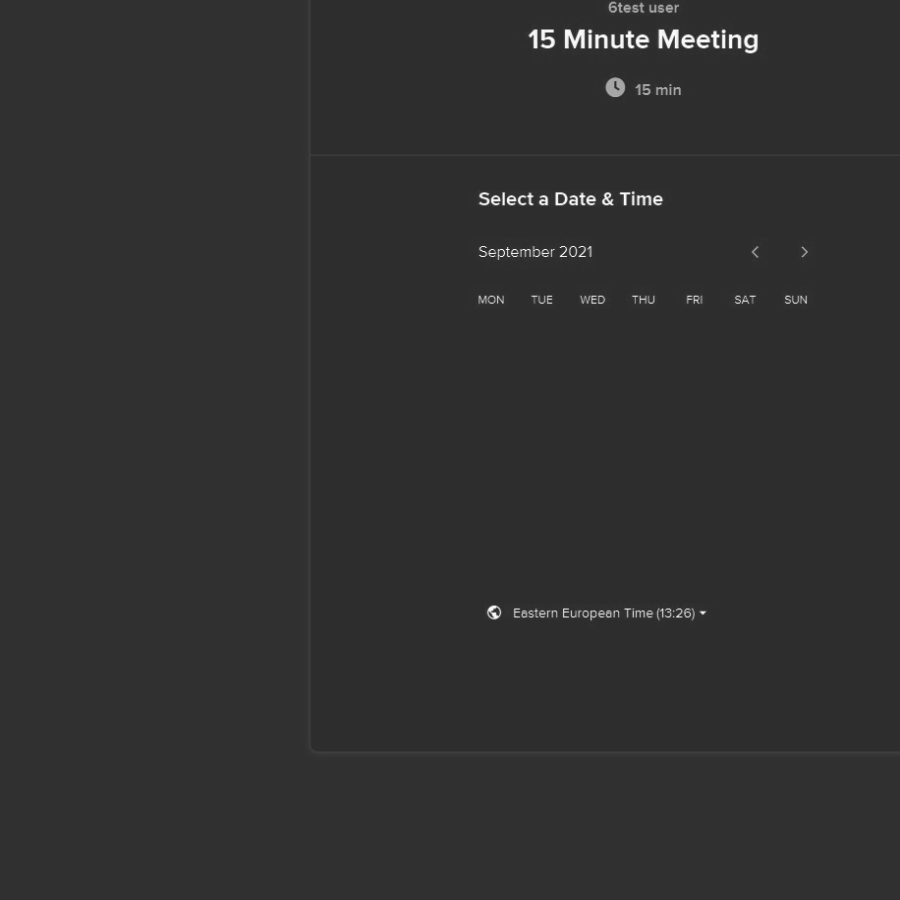 6test user
15 Minute Meeting
15 min
Select a Date & Time
September 2021
MON TUE WED THU FRI SAT SUN
Eastern European Time (13:26)